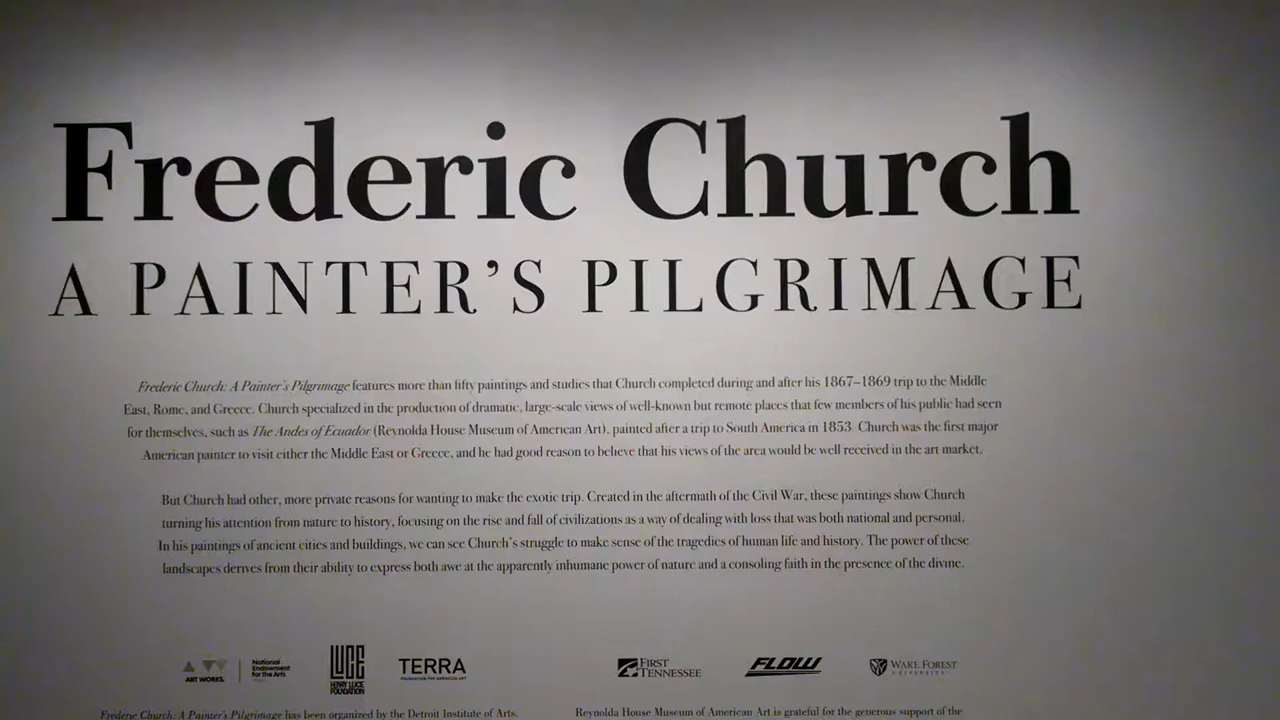 Frederic Church
A PAINTER’S PILGRIMAGE
Frederic Church: A Painter’s Pilgrimage features more than fifty paintings and studies that Church completed during and after his 1867–1869 trip to the Middle
East, Rome, and Greece. Church specialized in the production of dramatic, large-scale views of well-known but remote places that few members of his public had seen
for themselves, such as The Andes of Ecuador (Reynolda House Museum of American Art), painted after a trip to South America in 1853. Church was the first major
American painter to visit either the Middle East or Greece, and he had good reason to believe that his views of the area would be well received in the art market.
But Church had other, more private reasons for wanting to make the exotic trip. Created in the aftermath of the Civil War, these paintings show Church
turning his attention from nature to history, focusing on the rise and fall of civilizations as a way of dealing with loss that was both national and personal.
In his paintings of ancient cities and buildings, we can see Church’s struggle to make sense of the tragedies of human life and history. The power of these
landscapes derives from their ability to express both awe at the apparently inhumane power of nature and a consoling faith in the presence of the divine.
ART WORKS.
National
Endowment
for the Arts
LUCE
HENRY LUCE
FOUNDATION
TERRA
FOUNDATION FOR AMERICAN ART
FIRST
TENNESSEE
FLOW
WAKE FOREST
UNIVERSITY
Frederic Church: A Painter’s Pilgrimage has been organized by the Detroit Institute of Arts.
Reynolda House Museum of American Art is grateful for the generous support of the